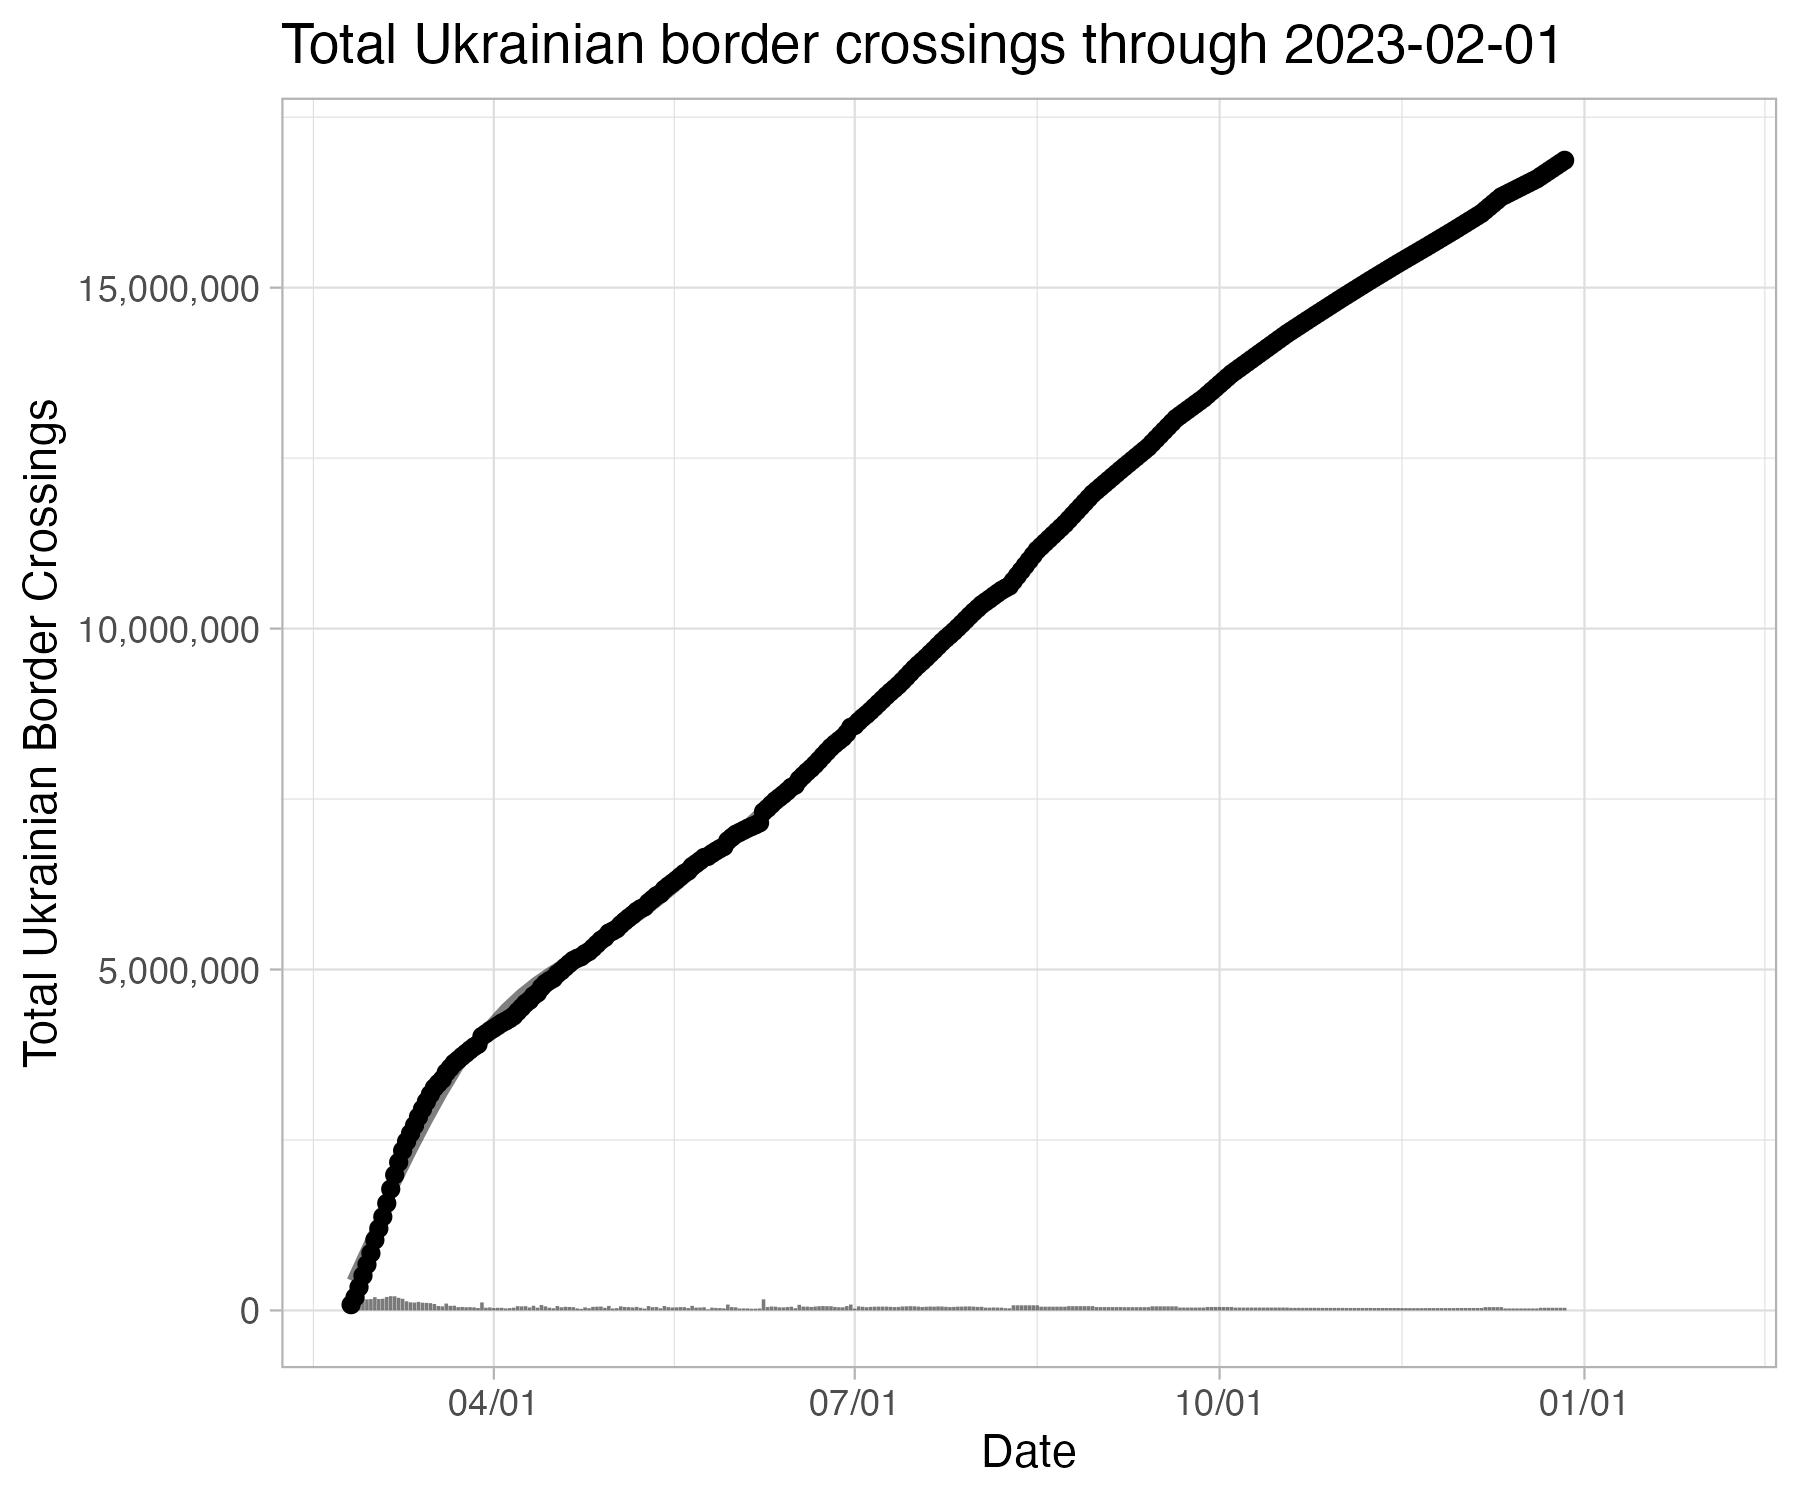 Total Ukrainian border crossings through 2023-02-01
Total Ukrainian Border Crossings
15,000,000
10,000,000
5,000,000
0
04/01 07/01 10/01 01/01
Date